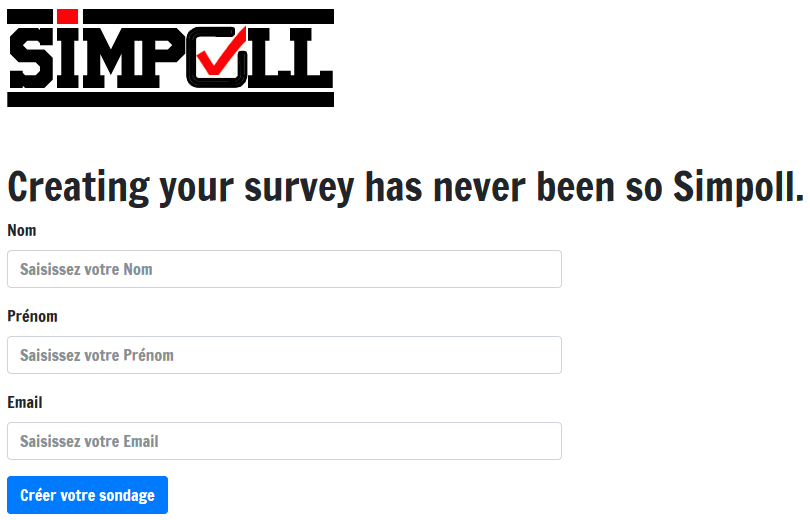 SIMPOLL
Creating your survey has never been so Simpoll.
Nom
Saisissez votre Nom
Prénom
Saisissez votre Prénom
Email
Saisissez votre Email
Créer votre sondage